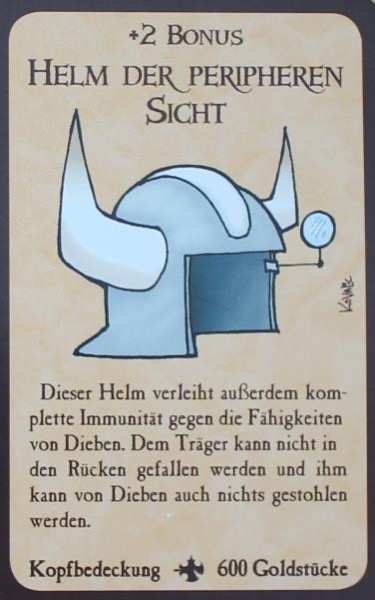 +2 Bonus
Helm der peripheren
Sicht
Kovalic
Dieser Helm verleiht außerdem kom-
plette Immunität gegen die Fähigkeiten
von Dieben. Dem Träger kann nicht in
den Rücken gefallen werden und ihm
kann von Dieben auch nichts gestohlen
werden.
Kopfbedeckung 600 Goldstücke